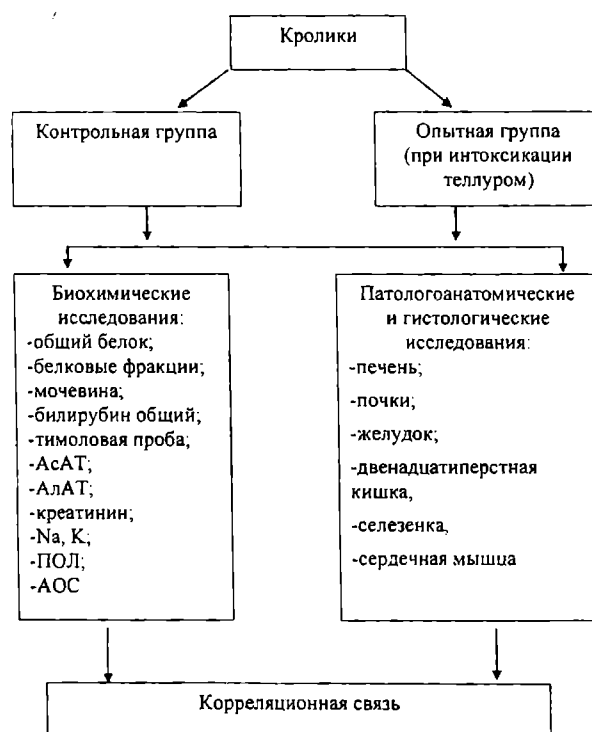 Кролики
Контрольная группа
Опытная группа
(при интоксикации
теллуром)
Биохимические
исследования:
-общий белок;
-белковые фракции;
-мочевина;
-билирубин общий;
-тимоловая проба;
-АсАТ;
-АлАТ;
-креатинин;
-Na, K;
-ПОЛ;
-АОС
Патологоанатомические
и гистологические
исследования:
-печень;
-почки;
-желудок;
-двенадцатиперстная
кишка,
-селезенка,
-сердечная мышца
Корреляционная связь